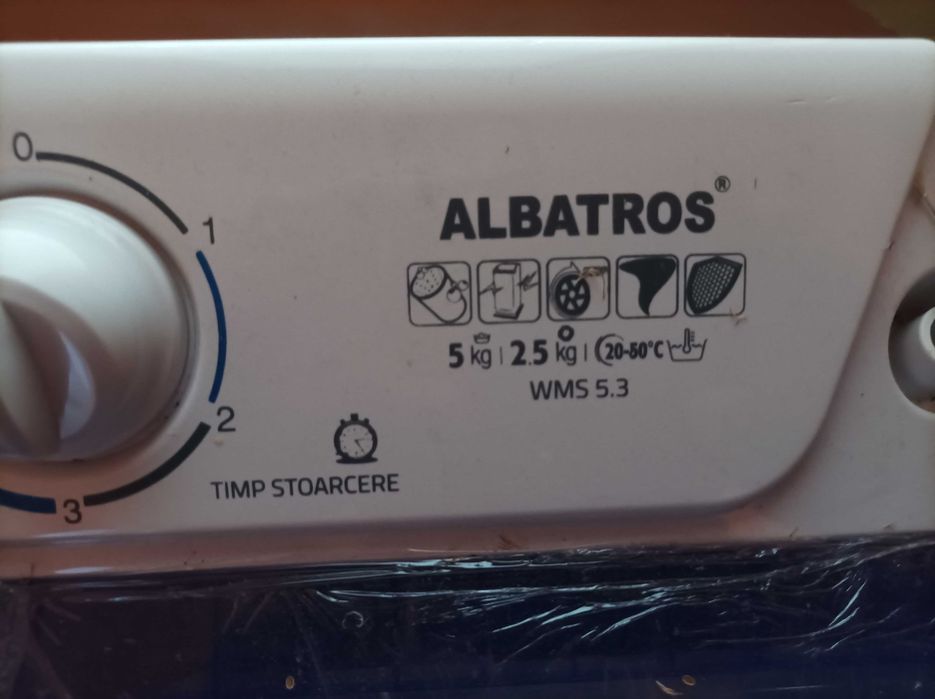 0
1
2
3
TIMP STOARCERE
ALBATROS®
5 kg | 2.5 kg | 20-50°C
WMS 5.3